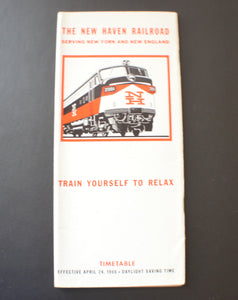 THE NEW HAVEN RAILROAD
SERVING NEW YORK AND NEW ENGLAND
N
H
TRAIN YOURSELF TO RELAX
TIMETABLE
EFFECTIVE APRIL 24, 1960 • DAYLIGHT SAVING TIME